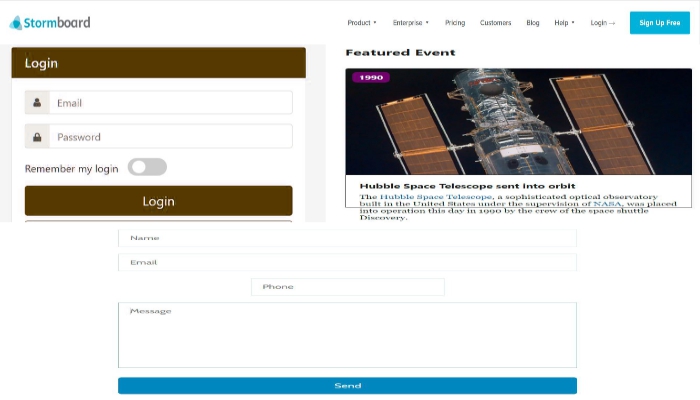 Stormboard
Product
Enterprise
Pricing
Customers
Blog
Help
Login →
Sign Up Free
Login
Email
Password
Remember my login
Login
Featured Event
1990
Hubble Space Telescope sent into orbit
The Hubble Space Telescope, a sophisticated optical observatory
built in the United States under the supervision of NASA, was placed
into operation this day in 1990 by the crew of the space shuttle
Discovery.
Name
Email
Phone
Message
Send